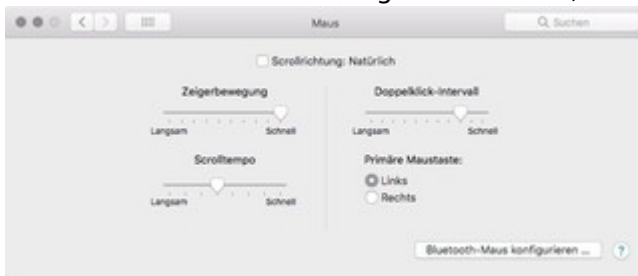 Maus
Suchen
Scrollrichtung: Natürlich
Zeigerbewegung
Langsam Schnell
Doppelklick-Intervall
Langsam Schnell
Scrolltempo
Langsam Schnell
Primäre Maustaste:
Links
Rechts
Bluetooth-Maus konfigurieren ... ?